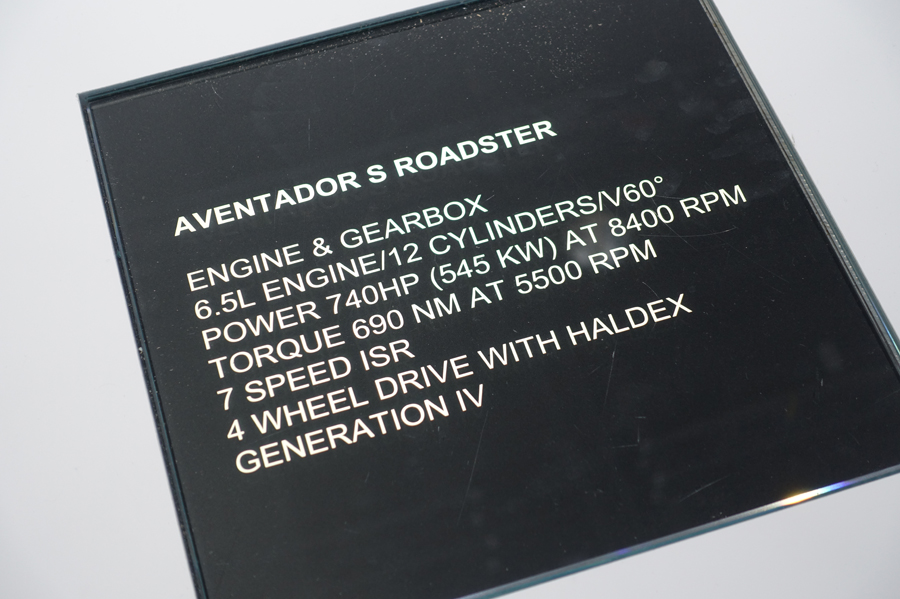 AVENTADOR S ROADSTER
ENGINE & GEARBOX
6.5L ENGINE/12 CYLINDERS/V60°
POWER 740HP (545 KW) AT 8400 RPM
TORQUE 690 NM AT 5500 RPM
7 SPEED ISR
4 WHEEL DRIVE WITH HALDEX
GENERATION IV